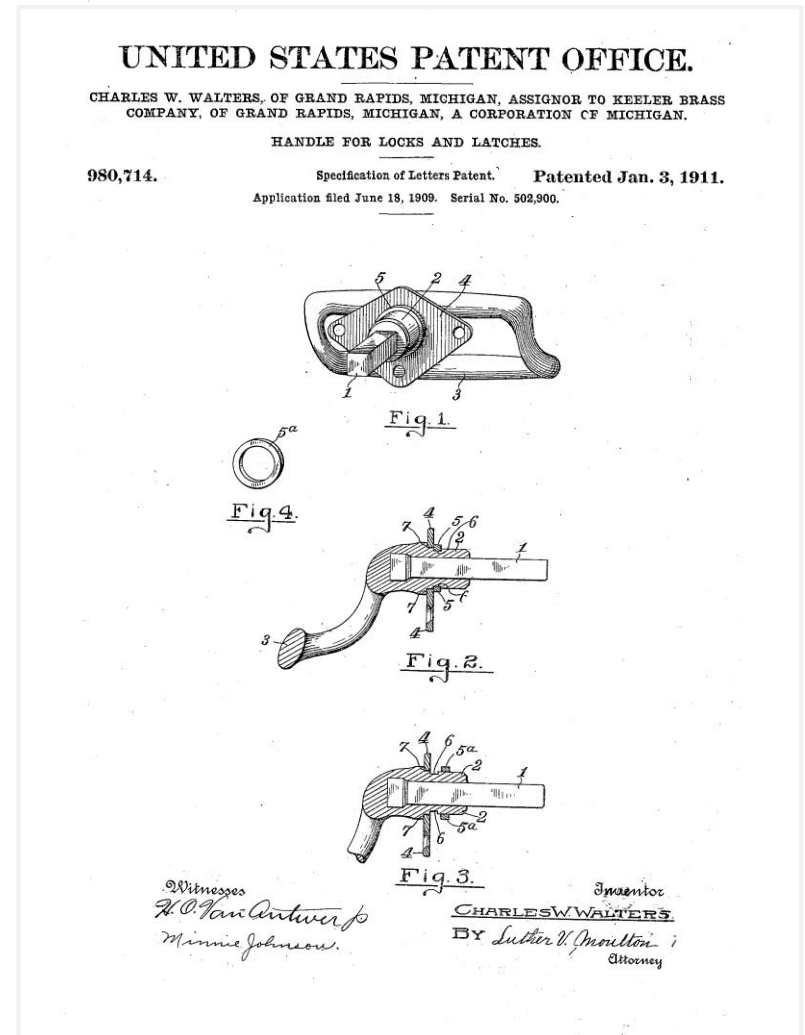 UNITED STATES PATENT OFFICE.
CHARLES W. WALTERS, OF GRAND RAPIDS, MICHIGAN, ASSIGNOR TO KEELER BRASS
COMPANY, OF GRAND RAPIDS, MICHIGAN, A CORPORATION OF MICHIGAN.
HANDLE FOR LOCKS AND LATCHES.
980,714. Specification of Letters Patent. Patented Jan. 3, 1911.
Application filed June 18, 1909. Serial No. 502,900.
5 2 4
1 3
Fig. 1.
5a
Fig. 4.
4 5 6
7 2 1
7 5 6
3 4
Fig. 2.
4 6 5a
7 2 1
7 6 5a 2
4
Fig. 3.
Witnesses Inventor
H. O. Van Antwerp CHARLES W. WALTERS.
Minnie Johnson. BY Luther V. Moulton
Attorney